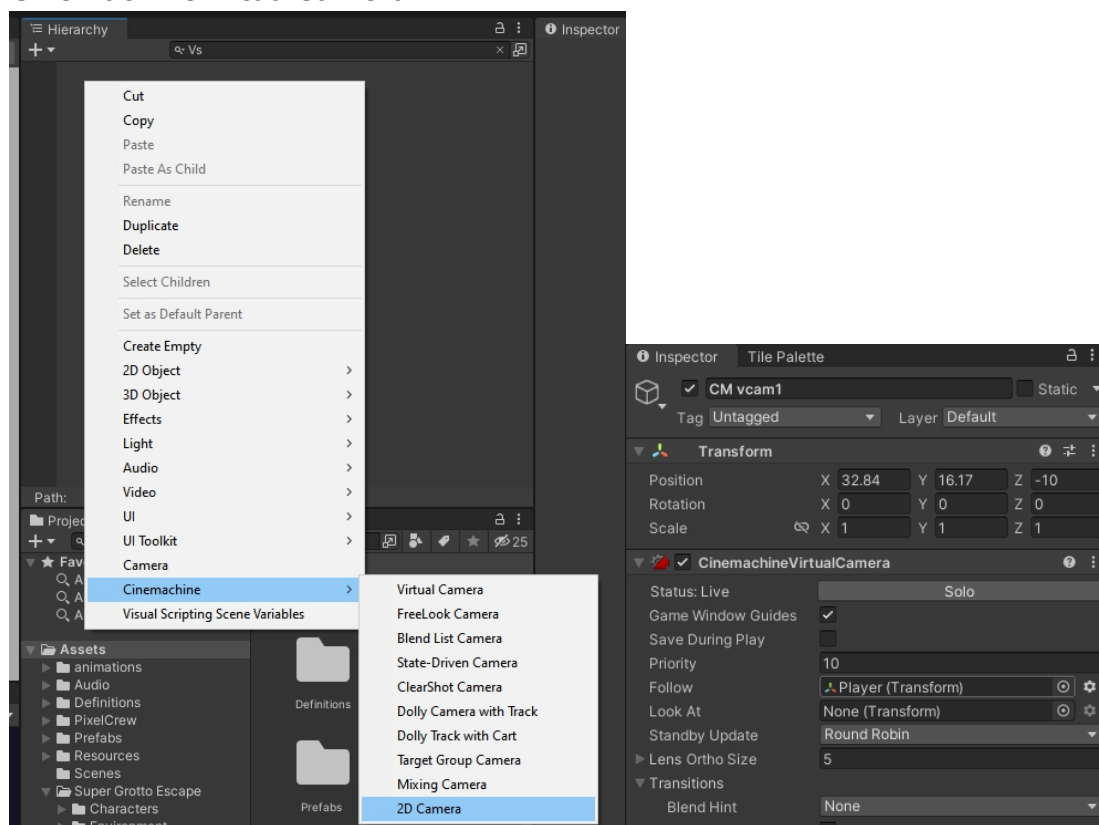 Hierarchy
Vs
Inspector
Cut
Copy
Paste
Paste As Child
Rename
Duplicate
Delete
Select Children
Set as Default Parent
Create Empty
2D Object
3D Object
Effects
Light
Audio
Video
UI
UI Toolkit
Camera
Cinemachine
Visual Scripting Scene Variables
Path:
Projec
25
Fav
A
A
A
Assets
animations
Audio
Definitions
PixelCrew
Prefabs
Resources
Scenes
Super Grotto Escape
Characters
Definitions
Prefabs
Virtual Camera
FreeLook Camera
Blend List Camera
State-Driven Camera
ClearShot Camera
Dolly Camera with Track
Dolly Track with Cart
Target Group Camera
Mixing Camera
2D Camera
Inspector Tile Palette
CM vcam1 Static
Tag Untagged Layer Default
Transform
Position X 32.84 Y 16.17 Z -10
Rotation X 0 Y 0 Z 0
Scale X 1 Y 1 Z 1
CinemachineVirtualCamera
Status: Live Solo
Game Window Guides
Save During Play
Priority 10
Follow Player (Transform)
Look At None (Transform)
Standby Update Round Robin
Lens Ortho Size 5
Transitions
Blend Hint None